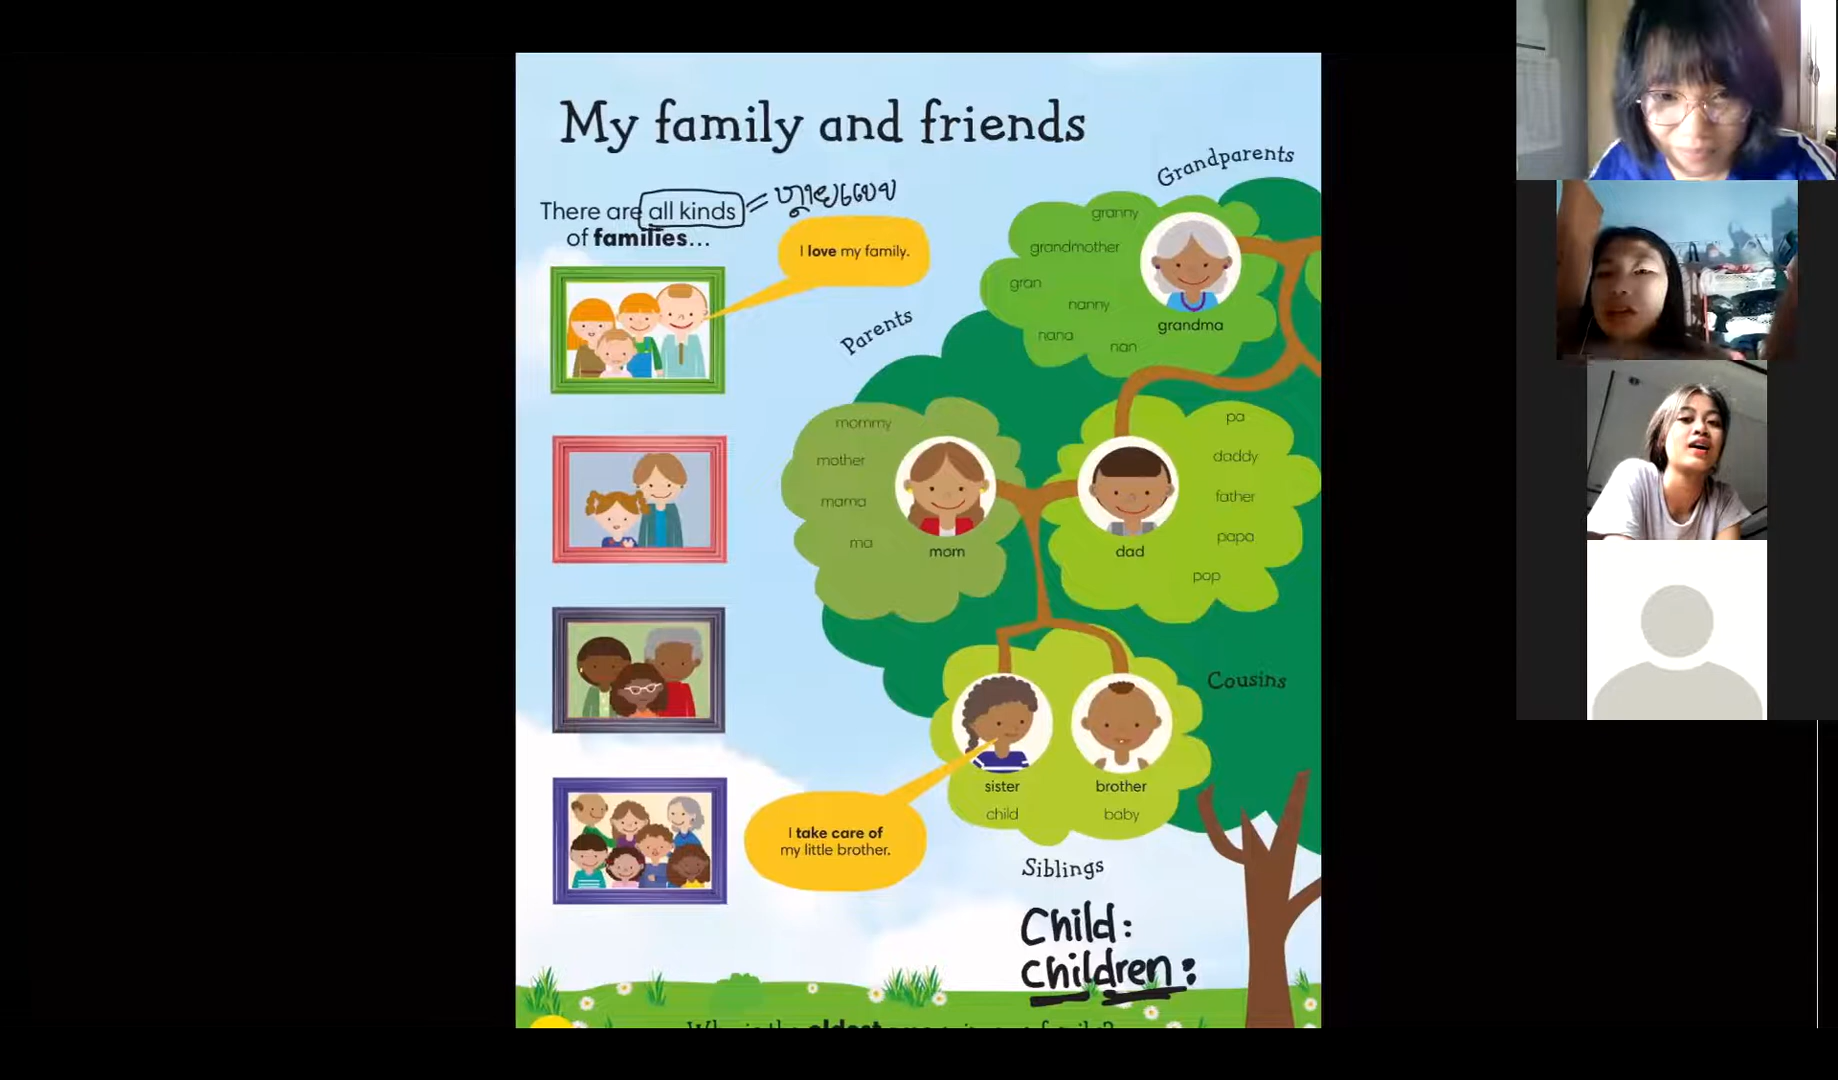 My family and friends
There are all kinds =
of families...
I love my family.
Grandparents
granny
grandmother
gran
nanny
nana
nan
grandma
Parents
mommy
mother
mama
ma
mom
pa
daddy
father
papa
pop
dad
Cousins
sister
child
brother
baby
I take care of
my little brother.
Siblings
Child:
Children: